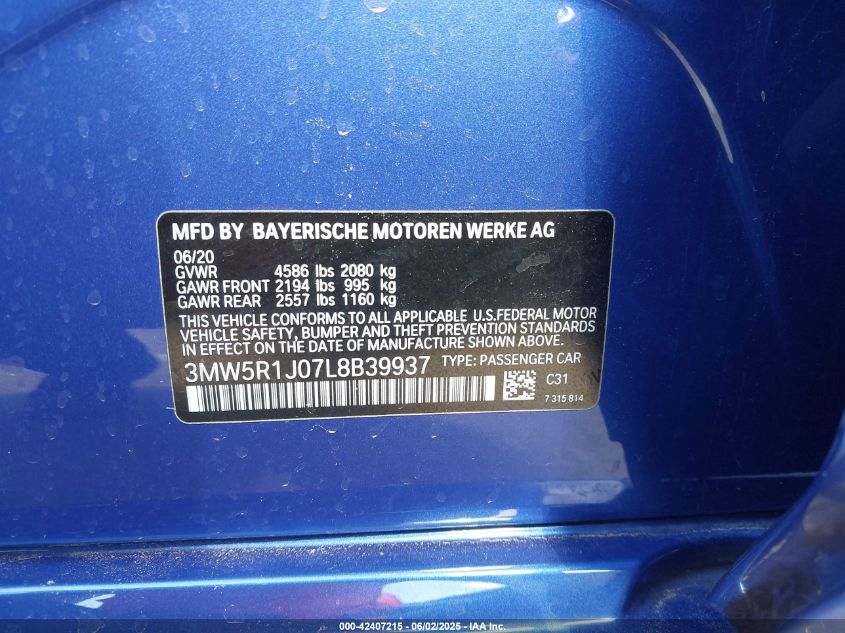 MFD BY BAYERISCHE MOTOREN WERKE AG
06/20
GVWR 4586 lbs 2080 kg
GAWR FRONT 2194 lbs 995 kg
GAWR REAR 2557 lbs 1160 kg
THIS VEHICLE CONFORMS TO ALL APPLICABLE U.S.FEDERAL MOTOR
VEHICLE SAFETY, BUMPER AND THEFT PREVENTION STANDARDS
IN EFFECT ON THE DATE OF MANUFACTURE SHOWN ABOVE.
3MW5R1J07L8B39937 TYPE: PASSENGER CAR
C31
7 315 814
000-42407215 - 06/02/2025 - IAA Inc.